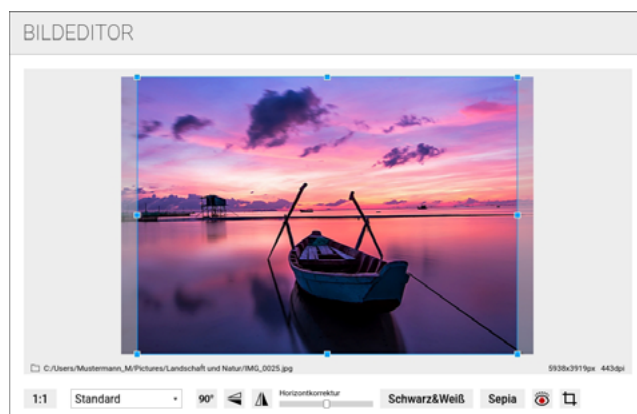 BILDEDITOR
C:/Users/Mustermann_M/Pictures/Landschaft und Natur/IMG_0025.jpg 5938x3919px 443dpi
1:1 Standard 90° Horizontkorrektur Schwarz&Weiß Sepia